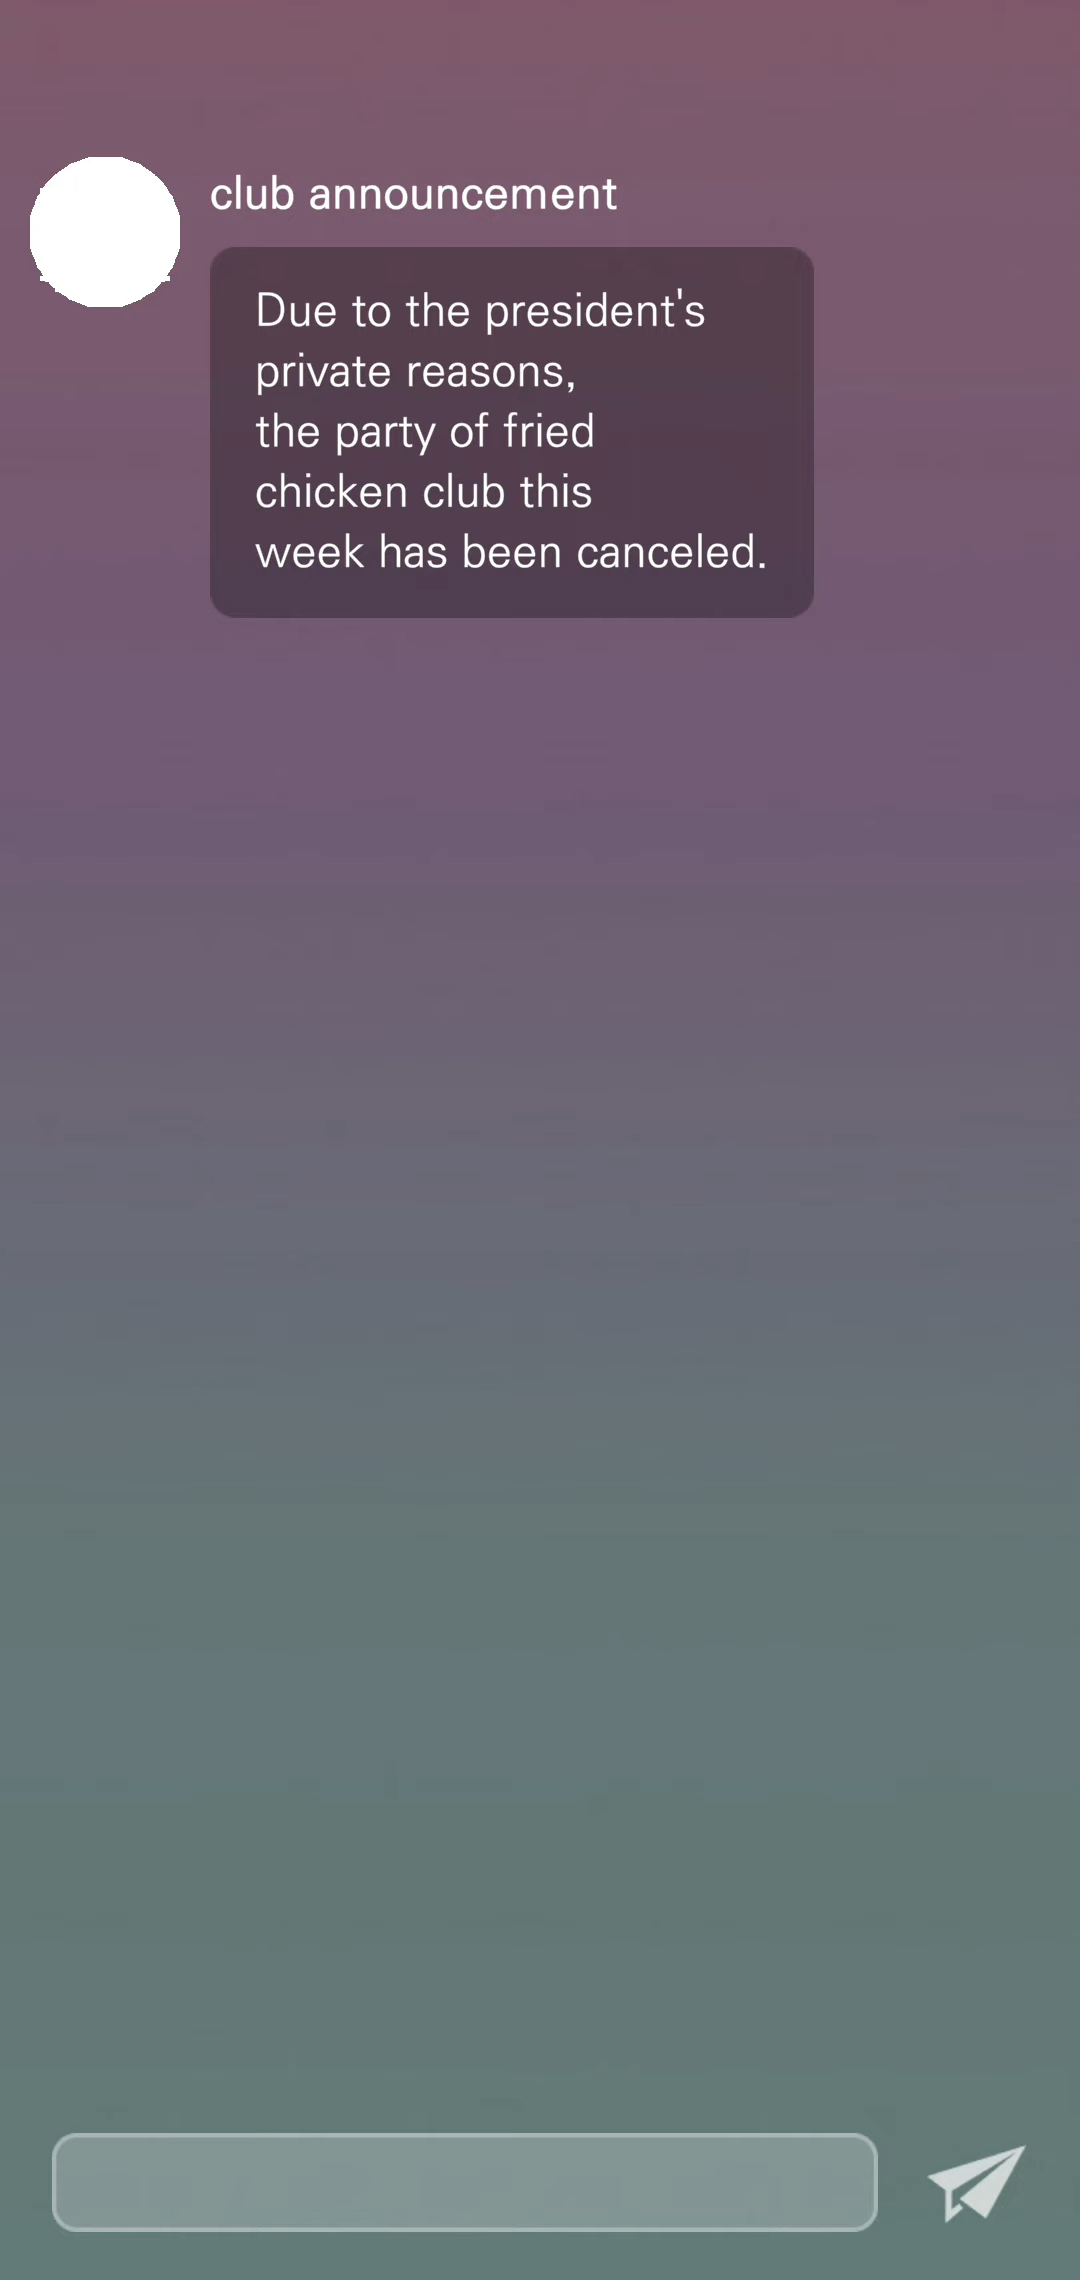 club announcement
Due to the president's
private reasons,
the party of fried
chicken club this
week has been canceled.